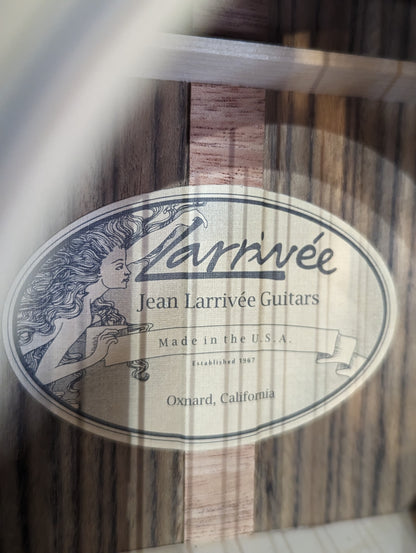 Larrivée
Jean Larrivée Guitars
Made in the U.S.A.
Established 1967
Oxnard, California